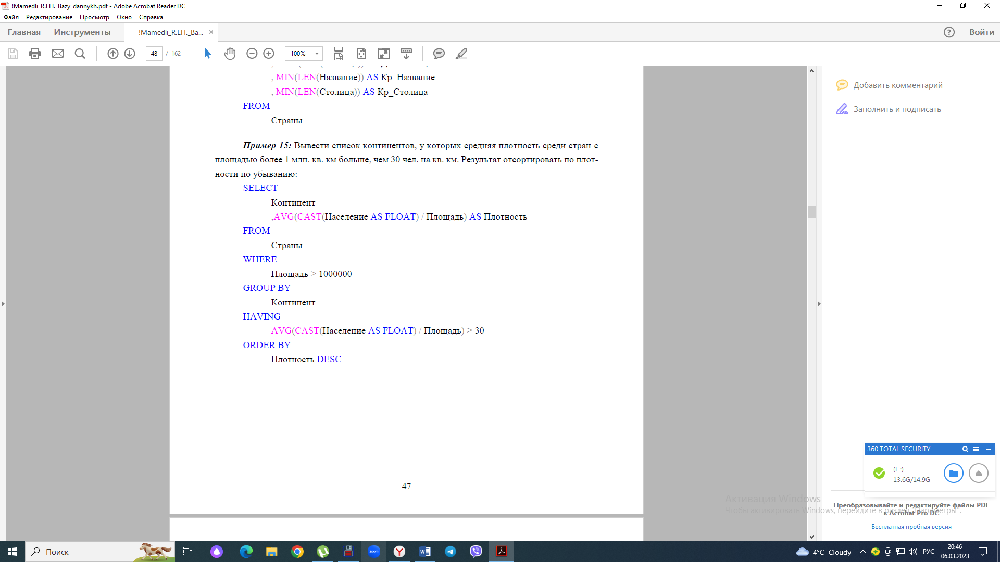 !Mamedli_R.EH._Bazy_dannykh.pdf - Adobe Acrobat Reader DC
Файл Редактирование Просмотр Окно Справка
Главная Инструменты !Mamedli_R.EH._Ba... × Войти
48 / 162 100%
, MIN(LEN(Название)) AS Кр_Название
, MIN(LEN(Столица)) AS Кр_Столица
FROM
Страны
Пример 15: Вывести список континентов, у которых средняя плотность среди стран с
площадью более 1 млн. кв. км больше, чем 30 чел. на кв. км. Результат отсортировать по плот-
ности по убыванию:
SELECT
Континент
,AVG(CAST(Население AS FLOAT) / Площадь) AS Плотность
FROM
Страны
WHERE
Площадь > 1000000
GROUP BY
Континент
HAVING
AVG(CAST(Население AS FLOAT) / Площадь) > 30
ORDER BY
Плотность DESC
47
Добавить комментарий
Заполнить и подписать
360 TOTAL SECURITY
(F :)
13.6G/14.9G
Активация Windows
Чтобы активировать Windows, перейдите в раздел "Параметры".
Преобразовывайте и редактируйте файлы PDF
в Acrobat Pro DC
Бесплатная пробная версия
Поиск
zoom
4°C Cloudy
РУС
20:46
06.03.2023